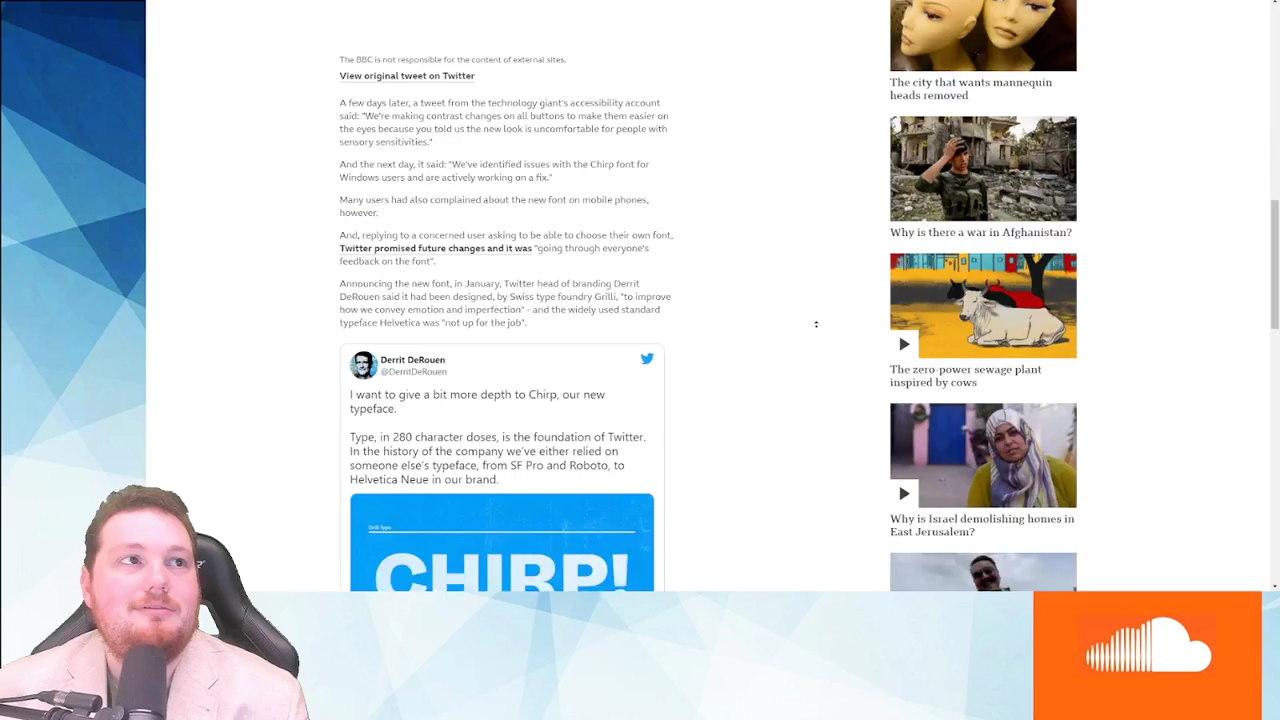 The BBC is not responsible for the content of external sites.
View original tweet on Twitter
A few days later, a tweet from the technology giant's accessibility account
said: "We're making contrast changes on all buttons to make them easier on
the eyes because you told us the new look is uncomfortable for people with
sensory sensitivities."
And the next day, it said: "We've identified issues with the Chirp font for
Windows users and are actively working on a fix."
Many users had also complained about the new font on mobile phones,
however.
And, replying to a concerned user asking to be able to choose their own font,
Twitter promised future changes and it was "going through everyone's
feedback on the font".
Announcing the new font, in January, Twitter head of branding Derrit
DeRouen said it had been designed, by Swiss type foundry Grilli, "to improve
how we convey emotion and imperfection" - and the widely used standard
typeface Helvetica was "not up for the job".
Derrit DeRouen
@DerritDeRouen
I want to give a bit more depth to Chirp, our new
typeface.
Type, in 280 character doses, is the foundation of Twitter.
In the history of the company we've either relied on
someone else's typeface, from SF Pro and Roboto, to
Helvetica Neue in our brand.
Grilli Type
CHIRP!
The city that wants mannequin
heads removed
Why is there a war in Afghanistan?
The zero-power sewage plant
inspired by cows
Why is Israel demolishing homes in
East Jerusalem?